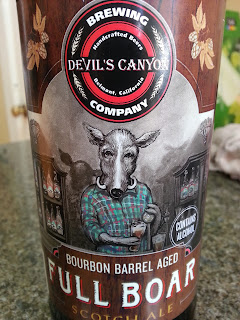 BREWING
Handcrafted Beers
DEVIL'S CANYON
Belmont, California
COMPANY
CONTAINS
ALCOHOL
BOURBON BARREL AGED
FULL BOAR
SCOTCH ALE